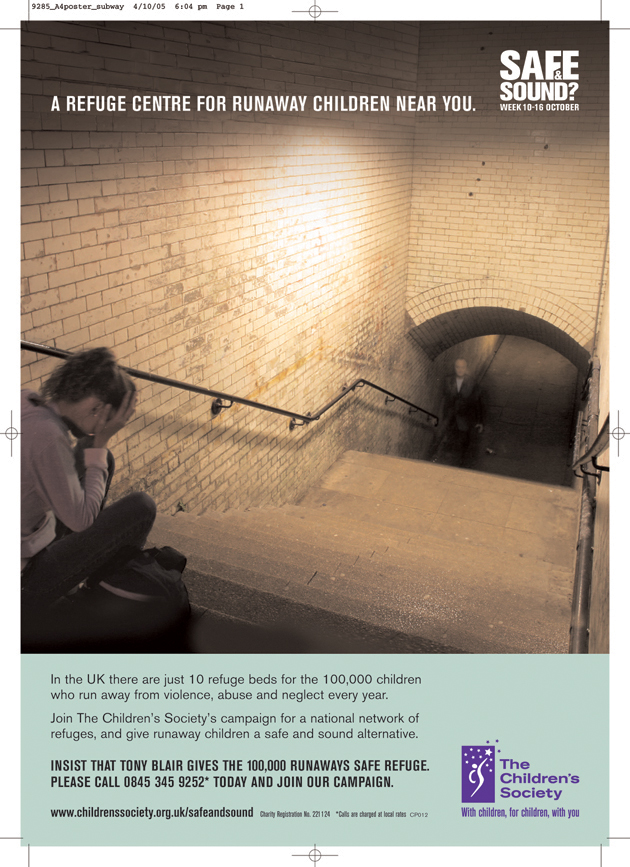 9285_A4poster_subway 4/10/05 6:04 pm Page 1
SAFE
&
SOUND?
WEEK 10-16 OCTOBER
A REFUGE CENTRE FOR RUNAWAY CHILDREN NEAR YOU.
In the UK there are just 10 refuge beds for the 100,000 children
who run away from violence, abuse and neglect every year.
Join The Children's Society's campaign for a national network of
refuges, and give runaway children a safe and sound alternative.
INSIST THAT TONY BLAIR GIVES THE 100,000 RUNAWAYS SAFE REFUGE.
PLEASE CALL 0845 345 9252* TODAY AND JOIN OUR CAMPAIGN.
www.childrenssociety.org.uk/safeandsound Charity Registration No. 221124 *Calls are charged at local rates CP012
The
Children's
Society
With children, for children, with you